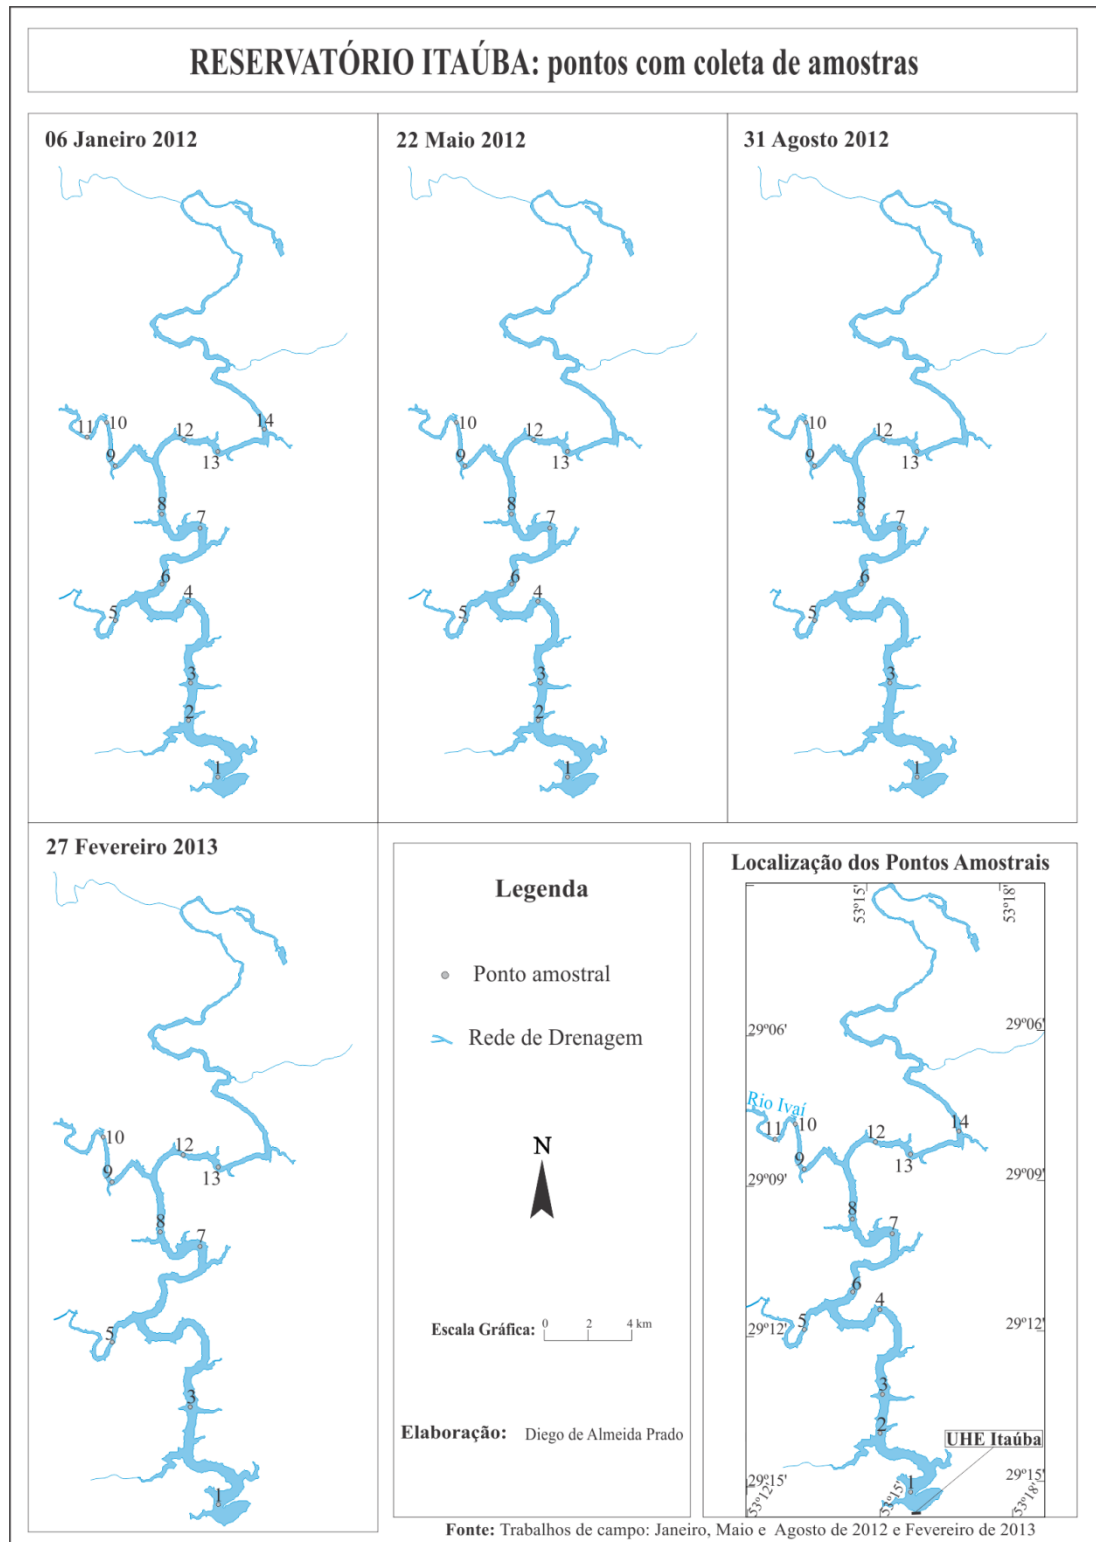 RESERVATÓRIO ITAÚBA: pontos com coleta de amostras
06 Janeiro 2012
11
10
9
12
13
14
8
7
6
5
4
3
2
1
22 Maio 2012
10
9
12
13
8
7
6
5
4
3
2
1
31 Agosto 2012
10
9
12
13
8
7
6
5
3
1
27 Fevereiro 2013
10
9
12
13
8
7
5
3
1
Legenda
Ponto amostral
Rede de Drenagem
N
Escala Gráfica: 0 2 4 km
Elaboração: Diego de Almeida Prado
Localização dos Pontos Amostrais
53º15' 53º18'
29º06' 29º06'
Rio Ivaí
11
10
9
12
13
14
29º09' 29º09'
8
7
6
5
4
29º12' 29º12'
3
2
UHE Itaúba
1
29º15' 29º15'
53º12' 53º15' 53º18'
Fonte: Trabalhos de campo: Janeiro, Maio e Agosto de 2012 e Fevereiro de 2013